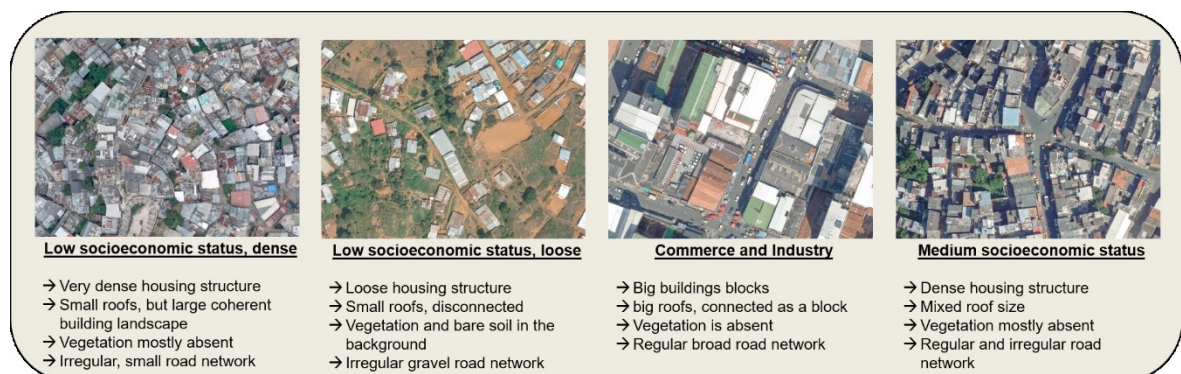 Low socioeconomic status, dense
→ Very dense housing structure
→ Small roofs, but large coherent
building landscape
→ Vegetation mostly absent
→ Irregular, small road network
Low socioeconomic status, loose
→ Loose housing structure
→ Small roofs, disconnected
→ Vegetation and bare soil in the
background
→ Irregular gravel road network
Commerce and Industry
→ Big buildings blocks
→ big roofs, connected as a block
→ Vegetation is absent
→ Regular broad road network
Medium socioeconomic status
→ Dense housing structure
→ Mixed roof size
→ Vegetation mostly absent
→ Regular and irregular road
network